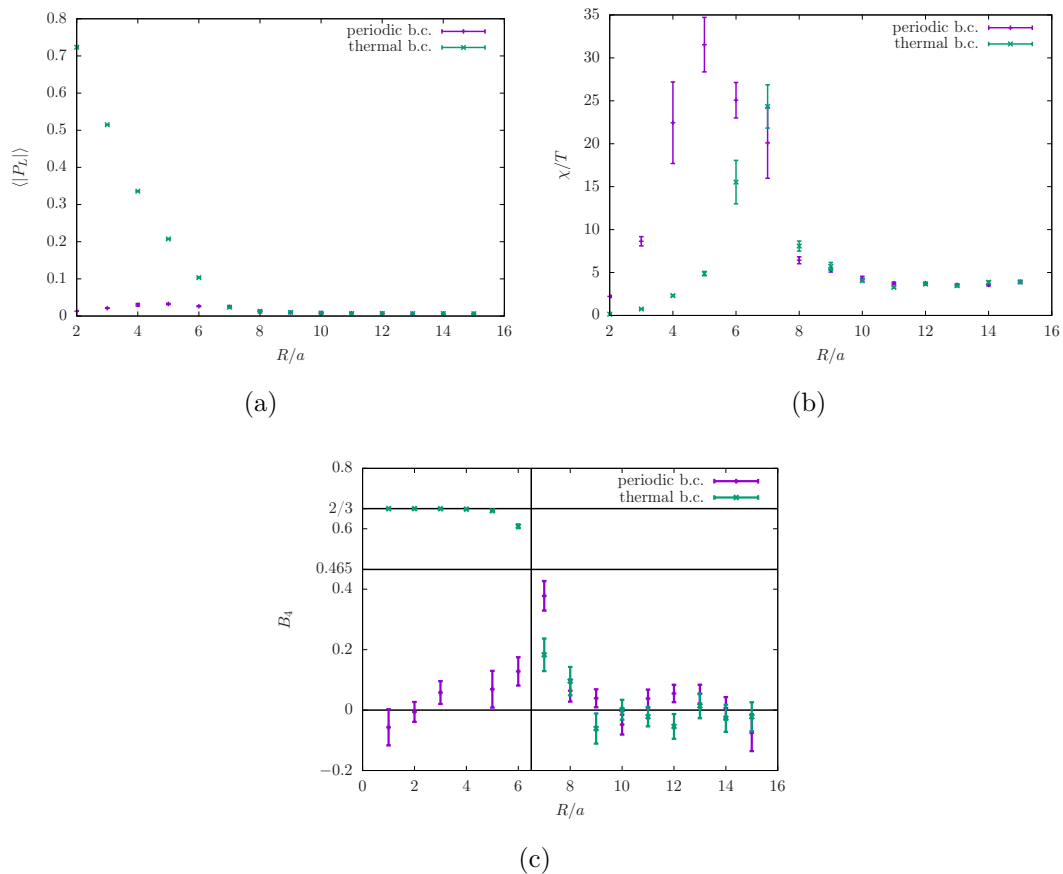 0.8
0.7
0.6
0.5
0.4
0.3
0.2
0.1
0
2 4 6 8 10 12 14 16
⟨|P_L|⟩
R/a
periodic b.c.
thermal b.c.
(a)
35
30
25
20
15
10
5
0
2 4 6 8 10 12 14 16
χ/T
R/a
periodic b.c.
thermal b.c.
(b)
0.8
2/3
0.6
0.465
0.4
0.2
0
−0.2
0 2 4 6 8 10 12 14 16
B_4
R/a
periodic b.c.
thermal b.c.
(c)